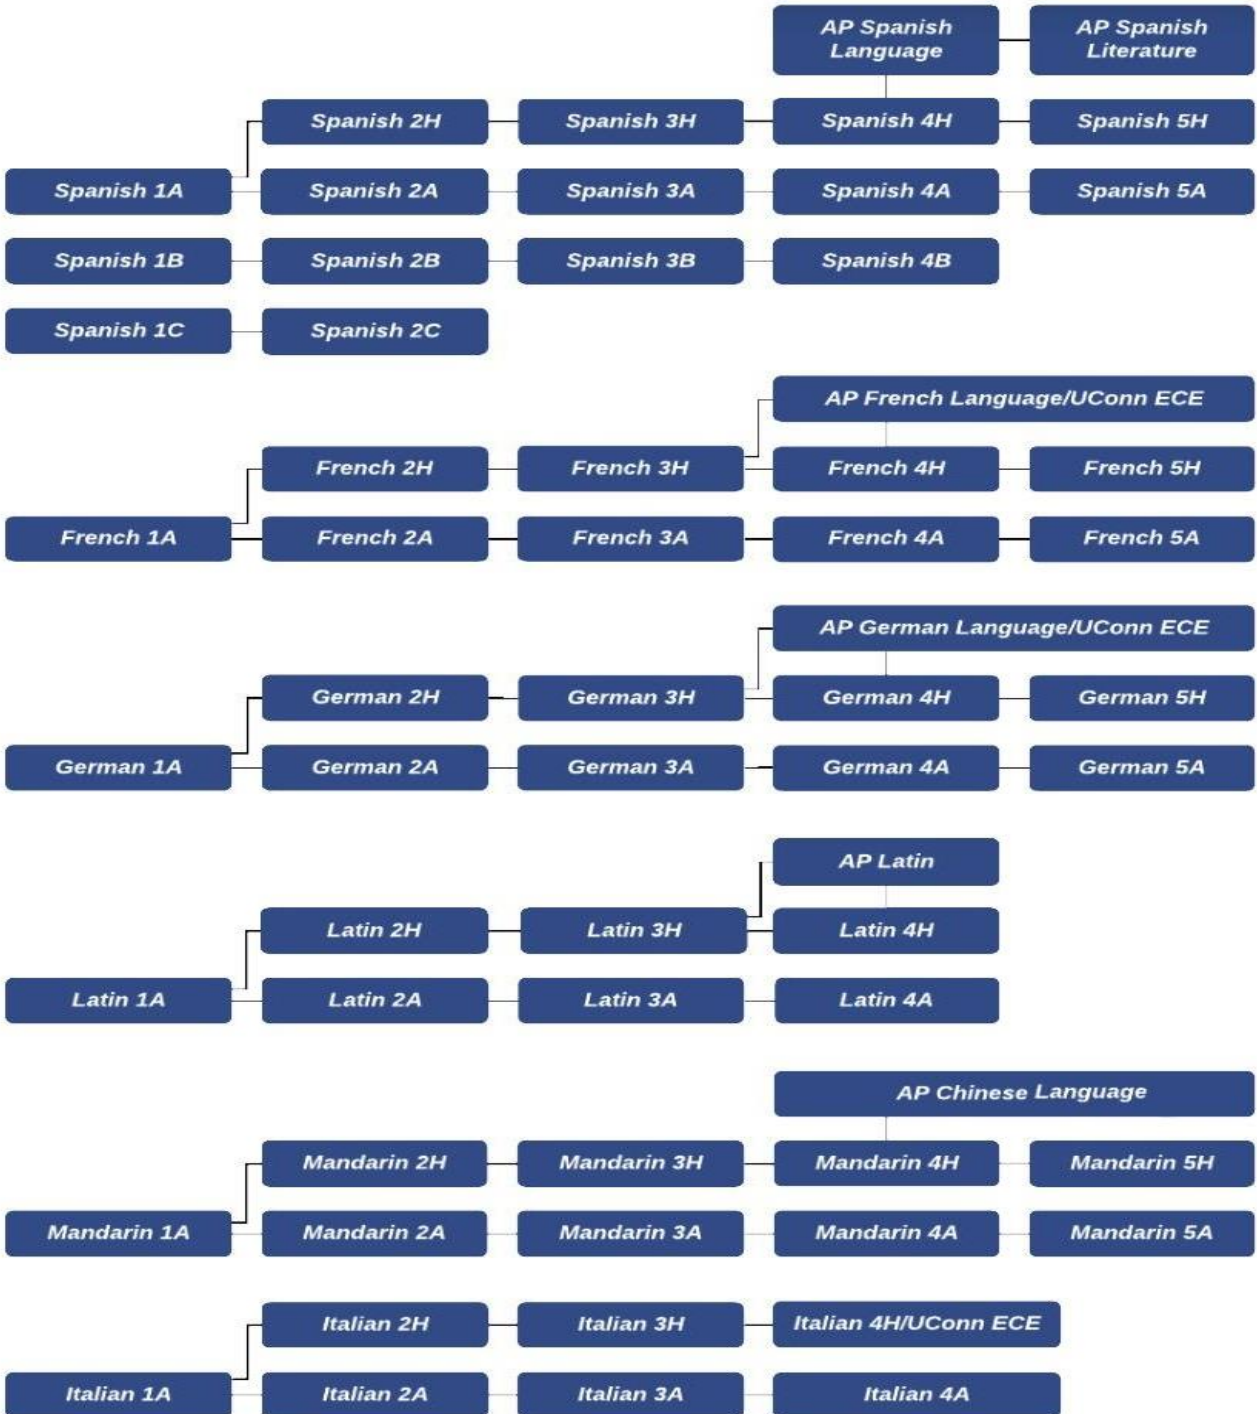 AP Spanish
Language
AP Spanish
Literature
Spanish 2H
Spanish 3H
Spanish 4H
Spanish 5H
Spanish 1A
Spanish 2A
Spanish 3A
Spanish 4A
Spanish 5A
Spanish 1B
Spanish 2B
Spanish 3B
Spanish 4B
Spanish 1C
Spanish 2C
AP French Language/UConn ECE
French 2H
French 3H
French 4H
French 5H
French 1A
French 2A
French 3A
French 4A
French 5A
AP German Language/UConn ECE
German 2H
German 3H
German 4H
German 5H
German 1A
German 2A
German 3A
German 4A
German 5A
AP Latin
Latin 2H
Latin 3H
Latin 4H
Latin 1A
Latin 2A
Latin 3A
Latin 4A
AP Chinese Language
Mandarin 2H
Mandarin 3H
Mandarin 4H
Mandarin 5H
Mandarin 1A
Mandarin 2A
Mandarin 3A
Mandarin 4A
Mandarin 5A
Italian 2H
Italian 3H
Italian 4H/UConn ECE
Italian 1A
Italian 2A
Italian 3A
Italian 4A